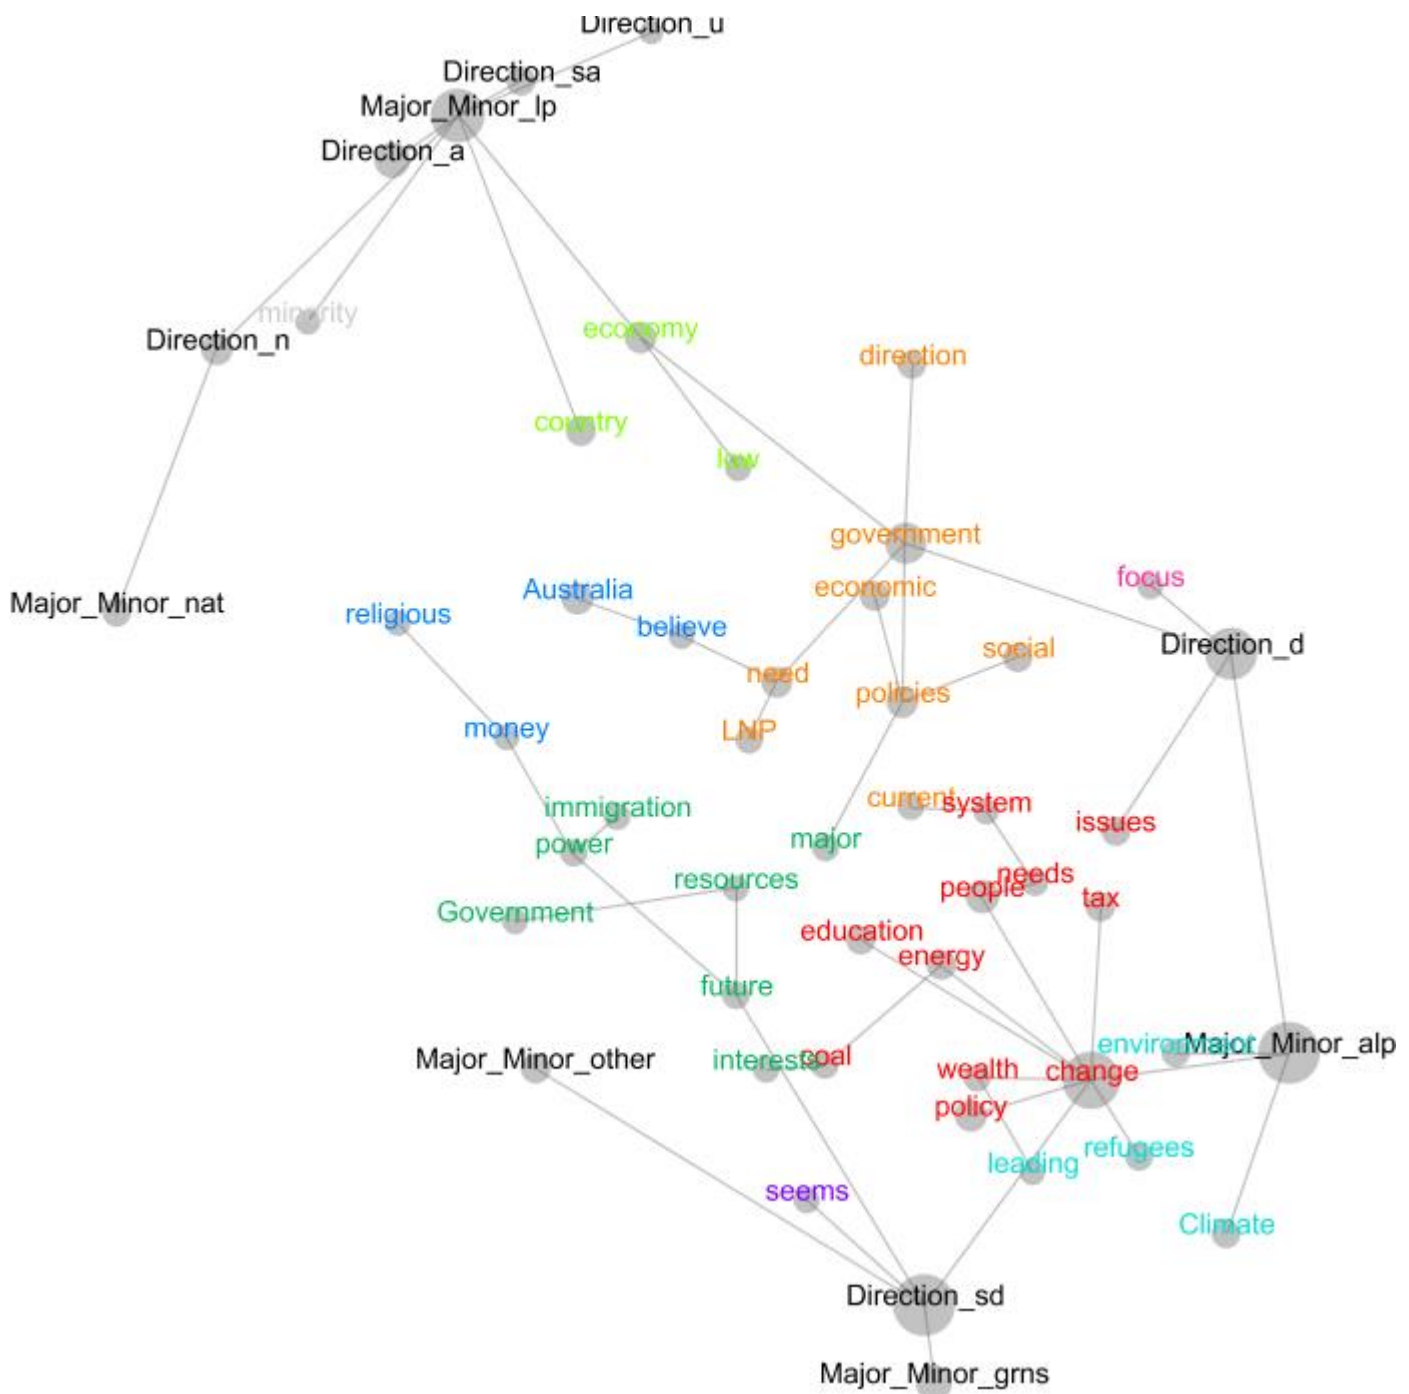 Direction_u
Direction_sa
Major_Minor_lp
Direction_a
minority
Direction_n
economy
direction
country
law
government
focus
economic
Australia
Major_Minor_nat
religious
believe
Direction_d
social
need
policies
money
LNP
current
system
immigration
issues
major
power
needs
resources
people
tax
Government
education
energy
future
environment
Major_Minor_alp
Major_Minor_other
interests
coal
wealth
change
policy
refugees
leading
seems
Climate
Direction_sd
Major_Minor_grns